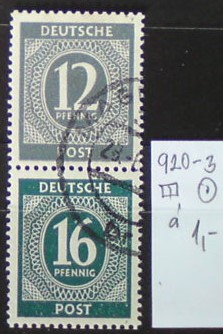 DEUTSCHE
12
PFENNIG
POST
DEUTSCHE
16
PFENNIG
POST
920-3
a
1,-